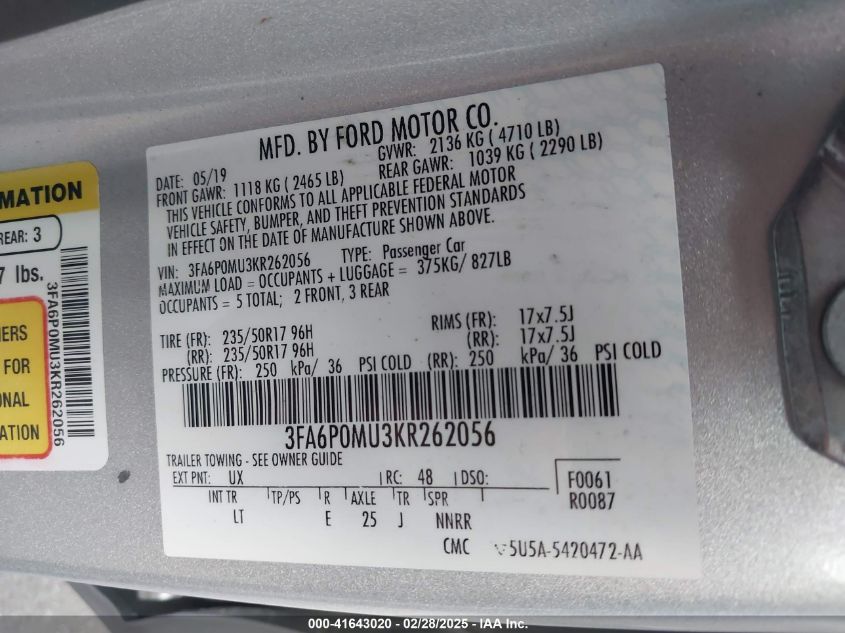 MFD. BY FORD MOTOR CO.
DATE: 05/19 GVWR: 2136 KG ( 4710 LB)
FRONT GAWR: 1118 KG ( 2465 LB) REAR GAWR: 1039 KG ( 2290 LB)
THIS VEHICLE CONFORMS TO ALL APPLICABLE FEDERAL MOTOR
VEHICLE SAFETY, BUMPER, AND THEFT PREVENTION STANDARDS
IN EFFECT ON THE DATE OF MANUFACTURE SHOWN ABOVE.
VIN: 3FA6P0MU3KR262056 TYPE: Passenger Car
MAXIMUM LOAD = OCCUPANTS + LUGGAGE = 375KG/ 827LB
OCCUPANTS = 5 TOTAL; 2 FRONT, 3 REAR
TIRE (FR): 235/50R17 96H RIMS (FR): 17x7.5J
(RR): 235/50R17 96H (RR): 17x7.5J
PRESSURE (FR): 250 kPa/ 36 PSI COLD (RR): 250 kPa/ 36 PSI COLD
3FA6P0MU3KR262056
TRAILER TOWING - SEE OWNER GUIDE
EXT PNT: UX RC: 48 DSO: F0061
INT TR TP/PS R AXLE TR SPR R0087
LT E 25 J NNRR
CMC 5U5A-5420472-AA
MATION
REAR: 3
7 lbs.
IERS
FOR
ONAL
ATION
3FA6P0MU3KR262056
000-41643020 - 02/28/2025 - IAA Inc.